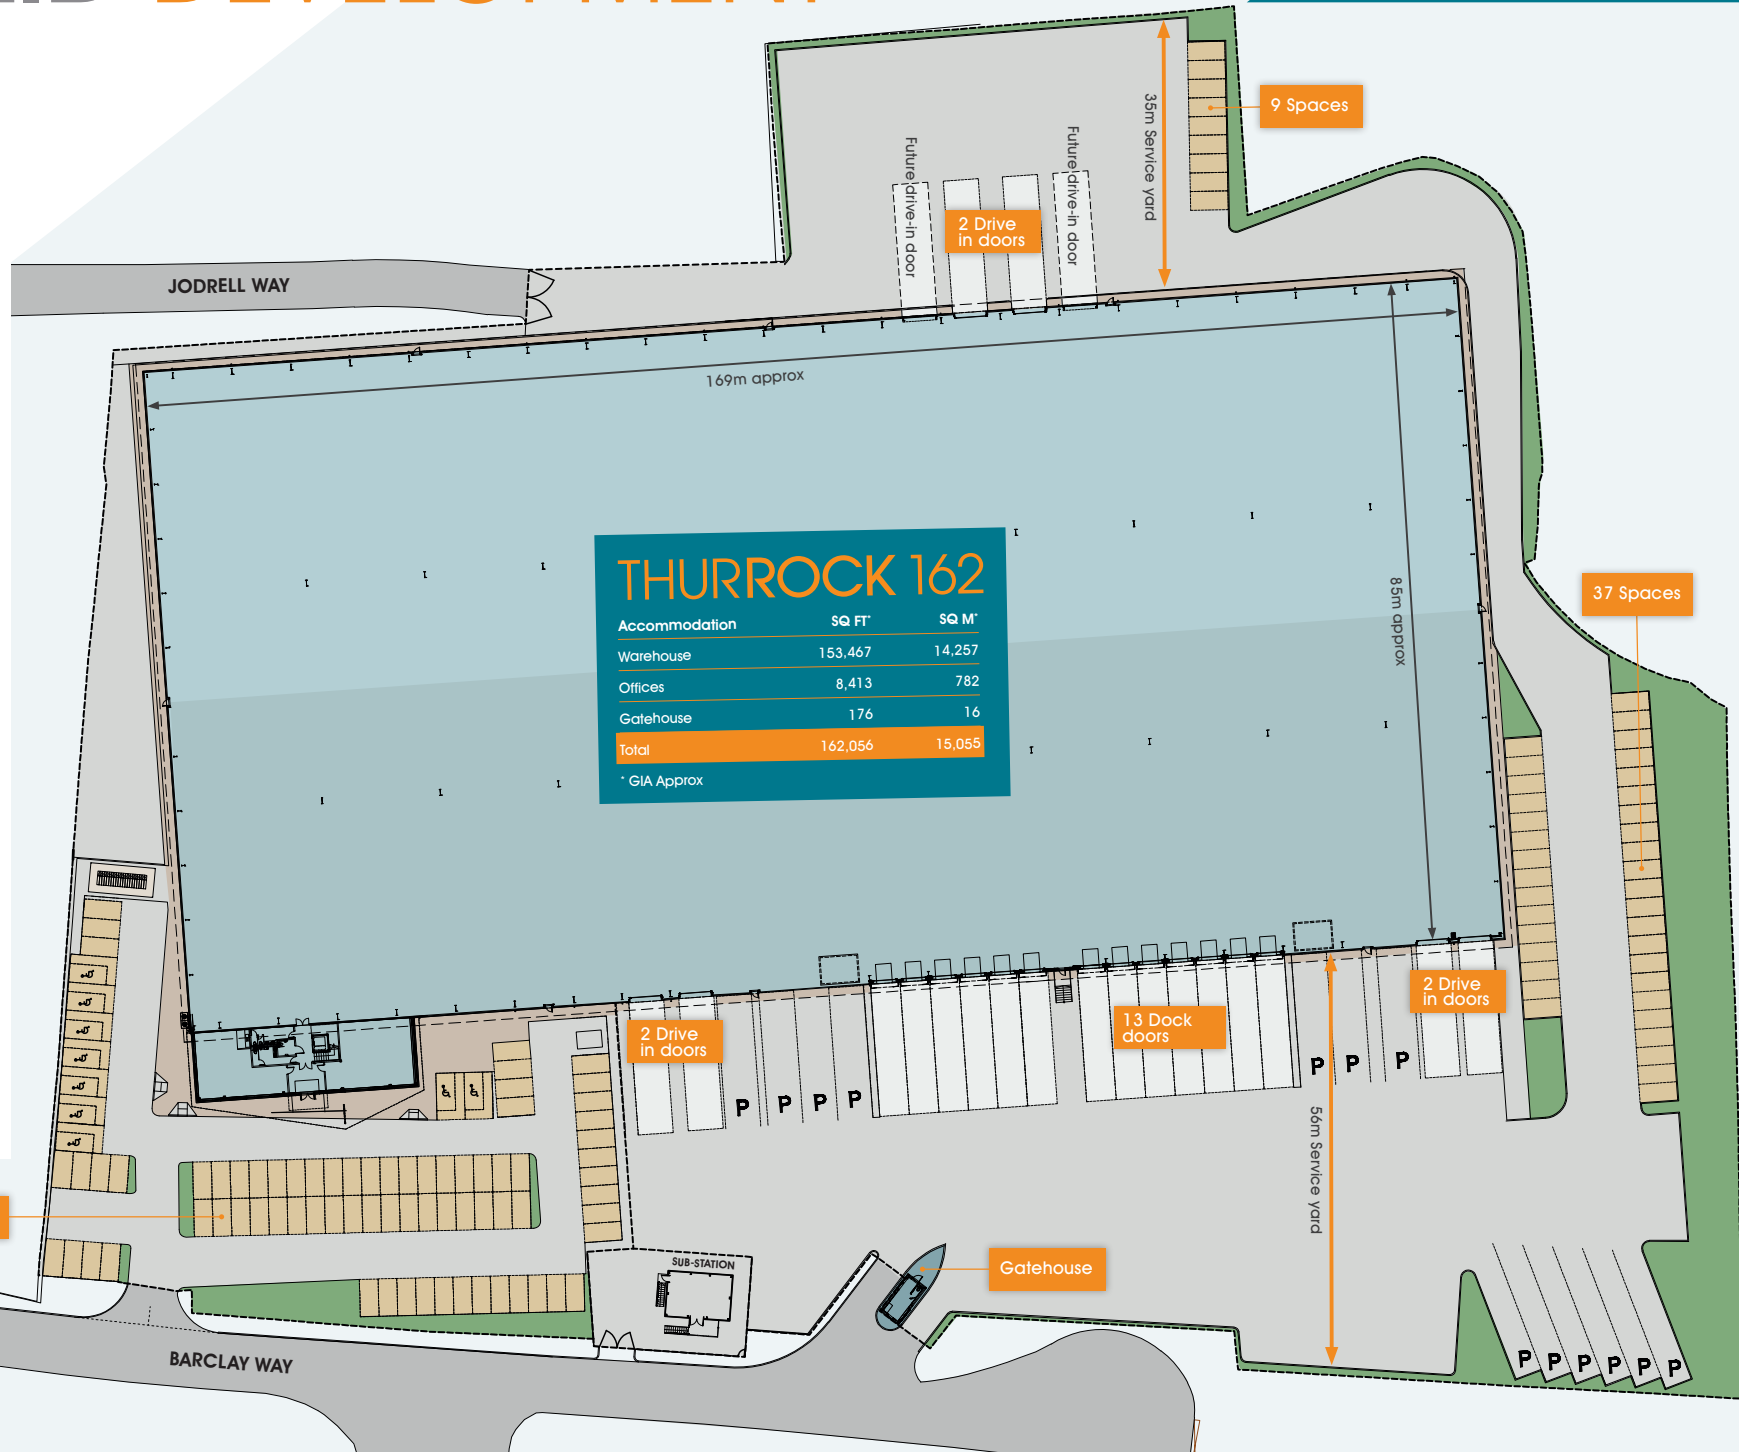 DEVELOPMENT
9 Spaces
35m Service yard
Future drive-in door
Future drive-in door
2 Drive
in doors
JODRELL WAY
169m approx
85m approx
37 Spaces
THURROCK 162
Accommodation SQ FT* SQ M*
Warehouse 153,467 14,257
Offices 8,413 782
Gatehouse 176 16
Total 162,056 15,055
* GIA Approx
2 Drive
in doors
13 Dock
doors
2 Drive
in doors
P P P
P P P P
56m Service yard
SUB-STATION
Gatehouse
BARCLAY WAY
P P P P P P